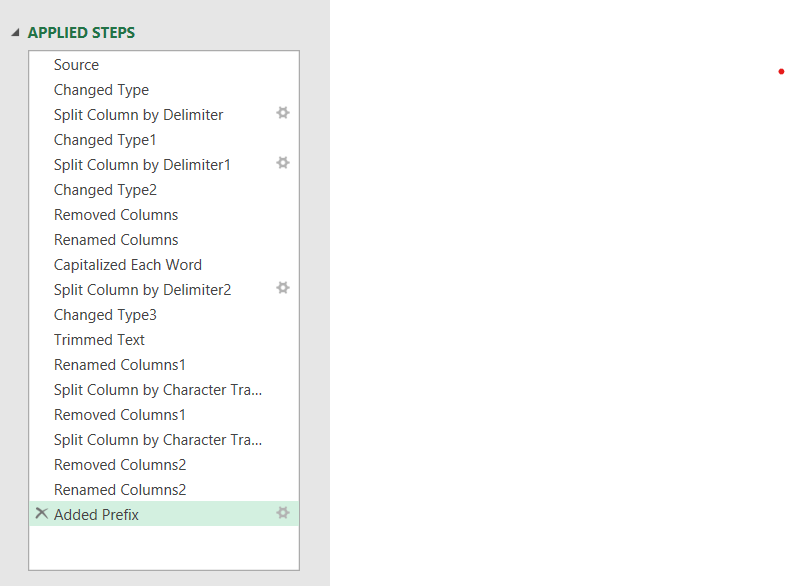 APPLIED STEPS
Source
Changed Type
Split Column by Delimiter
Changed Type1
Split Column by Delimiter1
Changed Type2
Removed Columns
Renamed Columns
Capitalized Each Word
Split Column by Delimiter2
Changed Type3
Trimmed Text
Renamed Columns1
Split Column by Character Tra...
Removed Columns1
Split Column by Character Tra...
Removed Columns2
Renamed Columns2
Added Prefix